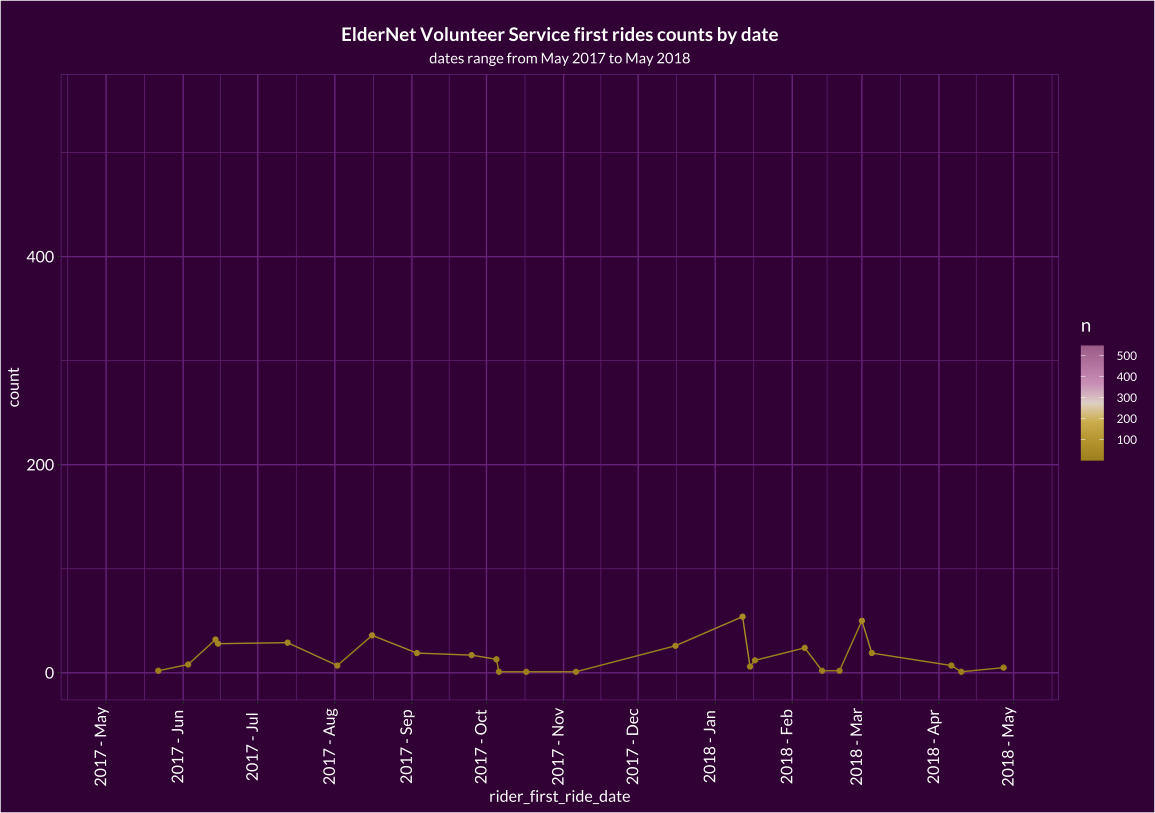 ElderNet Volunteer Service first rides counts by date
dates range from May 2017 to May 2018
count
400
200
0
2017 - May
2017 - Jun
2017 - Jul
2017 - Aug
2017 - Sep
2017 - Oct
2017 - Nov
2017 - Dec
2018 - Jan
2018 - Feb
2018 - Mar
2018 - Apr
2018 - May
rider_first_ride_date
n
500
400
300
200
100